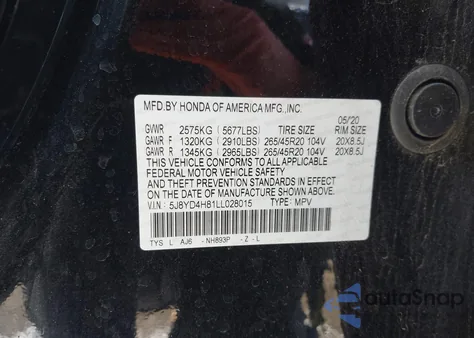 MFD.BY HONDA OF AMERICA MFG.,INC.
05/'20
GVWR 2575KG (5677LBS) TIRE SIZE RIM SIZE
GAWR F 1320KG (2910LBS) 265/45R20 104V 20X8.5J
GAWR R 1345KG (2965LBS) 265/45R20 104V 20X8.5J
THIS VEHICLE CONFORMS TO ALL APPLICABLE
FEDERAL MOTOR VEHICLE SAFETY
AND THEFT PREVENTION STANDARDS IN EFFECT
ON THE DATE OF MANUFACTURE SHOWN ABOVE.
V.I.N: 5J8YD4H81LL028015 TYPE: MPV
TYS L AJ6 -NH893P -Z -L
autoSnap